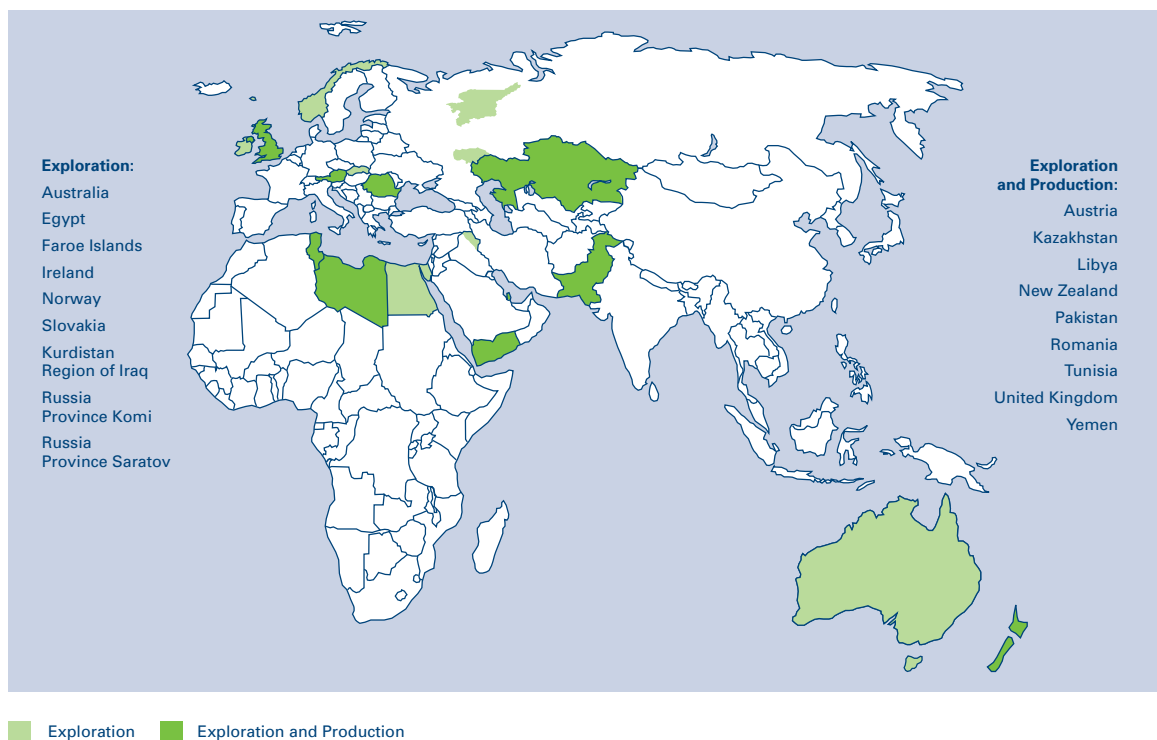 Exploration:
Australia
Egypt
Faroe Islands
Ireland
Norway
Slovakia
Kurdistan
Region of Iraq
Russia
Province Komi
Russia
Province Saratov
Exploration
and Production:
Austria
Kazakhstan
Libya
New Zealand
Pakistan
Romania
Tunisia
United Kingdom
Yemen
Exploration
Exploration and Production